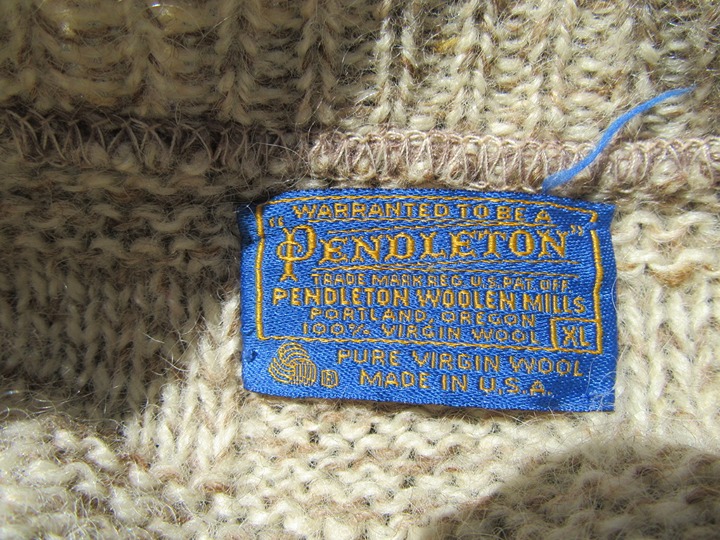 WARRANTED TO BE A
"PENDLETON"
TRADE MARK REG. U.S. PAT. OFF.
PENDLETON WOOLEN MILLS
PORTLAND, OREGON
100% VIRGIN WOOL XL
PURE VIRGIN WOOL
MADE IN U.S.A.